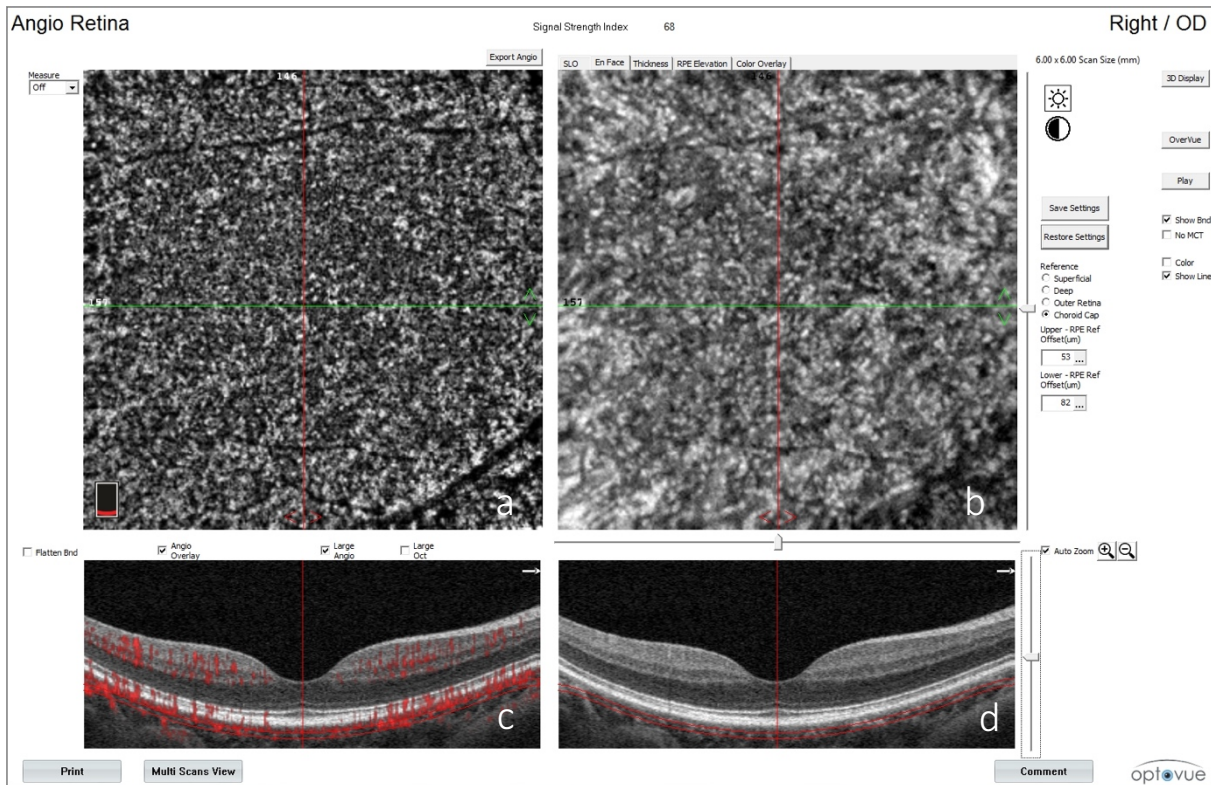 Angio Retina
Signal Strength Index 68
Right / OD
Export Angio
Measure
Off
SLO En Face Thickness RPE Elevation Color Overlay
6.00 x 6.00 Scan Size (mm)
3D Display
OverVue
Play
146
146
157
157
Save Settings
Restore Settings
Show Bnd
No MCT
Color
Show Line
Reference
Superficial
Deep
Outer Retina
Choroid Cap
Upper - RPE Ref
Offset(um)
53 ...
Lower - RPE Ref
Offset(um)
82 ...
a
b
Flatten Bnd
Angio
Overlay
Large
Angio
Large
Oct
Auto Zoom
c
d
Print
Multi Scans View
Comment
optovue